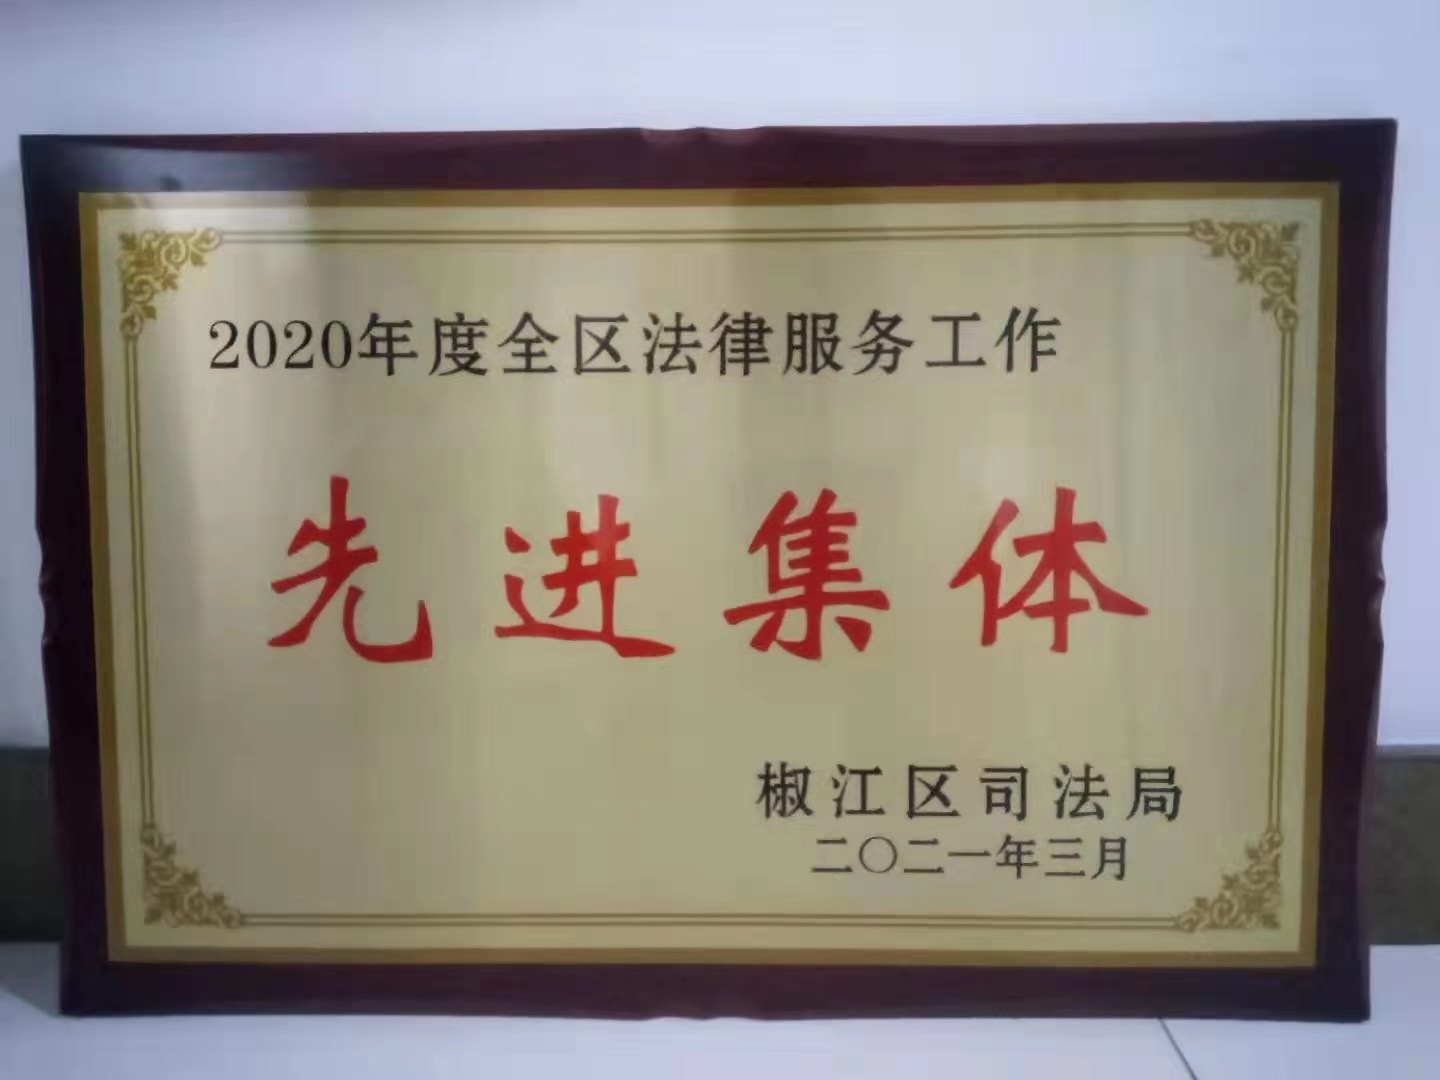 2020年度全区法律服务工作
先进集体
椒江区司法局
二〇二一年三月